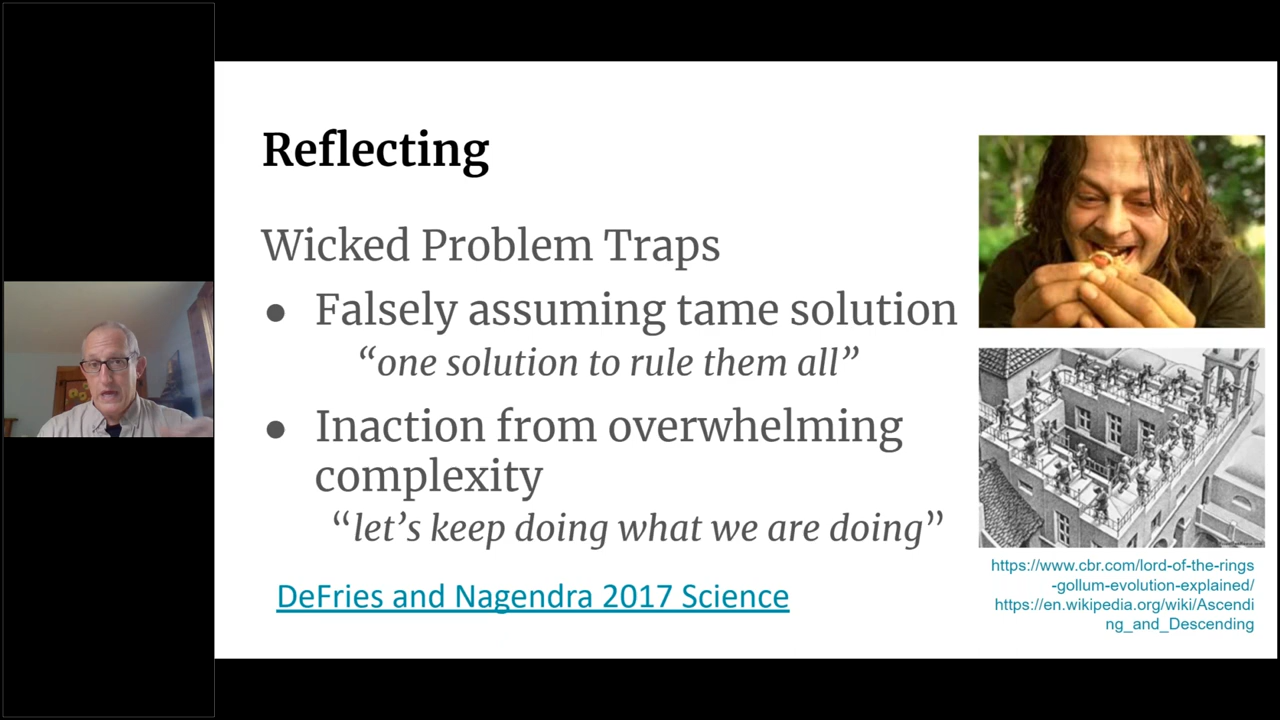 Reflecting
Wicked Problem Traps
● Falsely assuming tame solution
“one solution to rule them all”
● Inaction from overwhelming
complexity
“let’s keep doing what we are doing”
DeFries and Nagendra 2017 Science
https://www.cbr.com/lord-of-the-rings
-gollum-evolution-explained/
https://en.wikipedia.org/wiki/Ascendi
ng_and_Descending